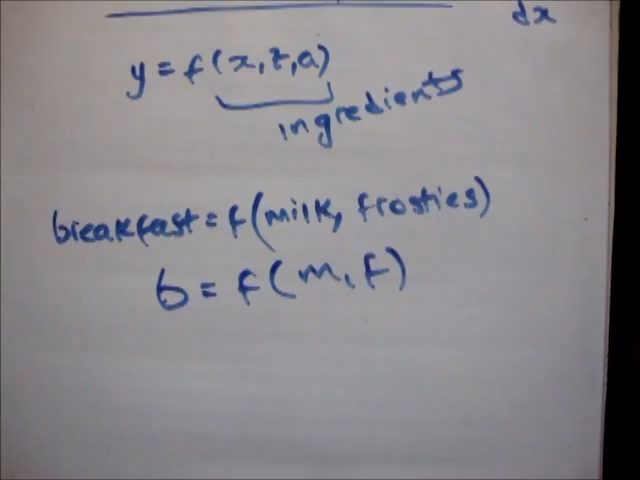 dx
y = f(x, z, a)
ingredients
breakfast = f(milk, frosties)
b = f(m, f)